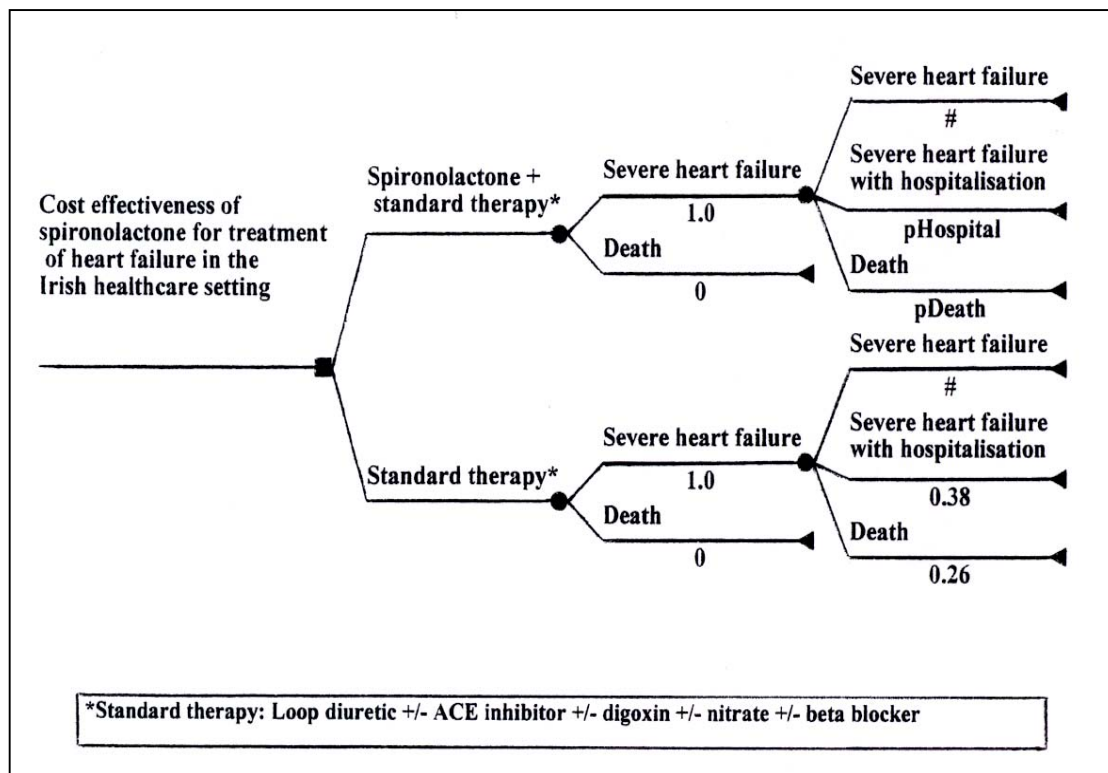 Cost effectiveness of
spironolactone for treatment
of heart failure in the
Irish healthcare setting
Spironolactone +
standard therapy*
Severe heart failure
1.0
Death
0
Severe heart failure
#
Severe heart failure
with hospitalisation
pHospital
Death
pDeath
Standard therapy*
Severe heart failure
1.0
Death
0
Severe heart failure
#
Severe heart failure
with hospitalisation
0.38
Death
0.26
*Standard therapy: Loop diuretic +/- ACE inhibitor +/- digoxin +/- nitrate +/- beta blocker